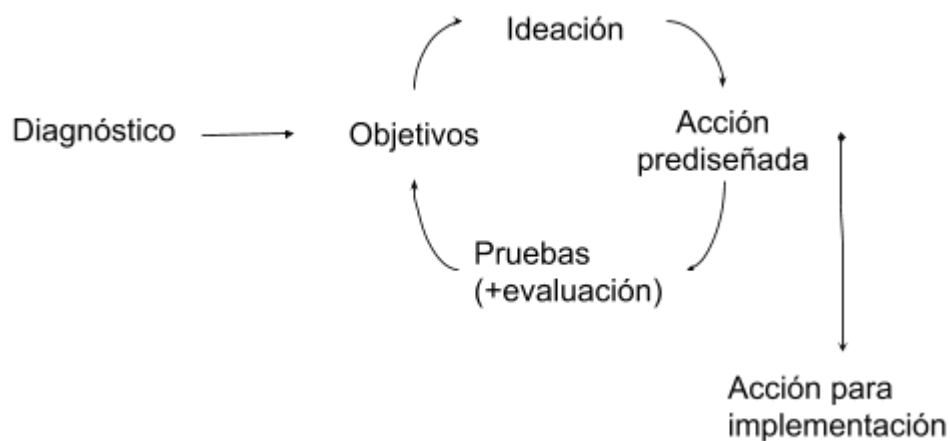 Ideación
Diagnóstico
Objetivos
Acción
prediseñada
Pruebas
(+evaluación)
Acción para
implementación